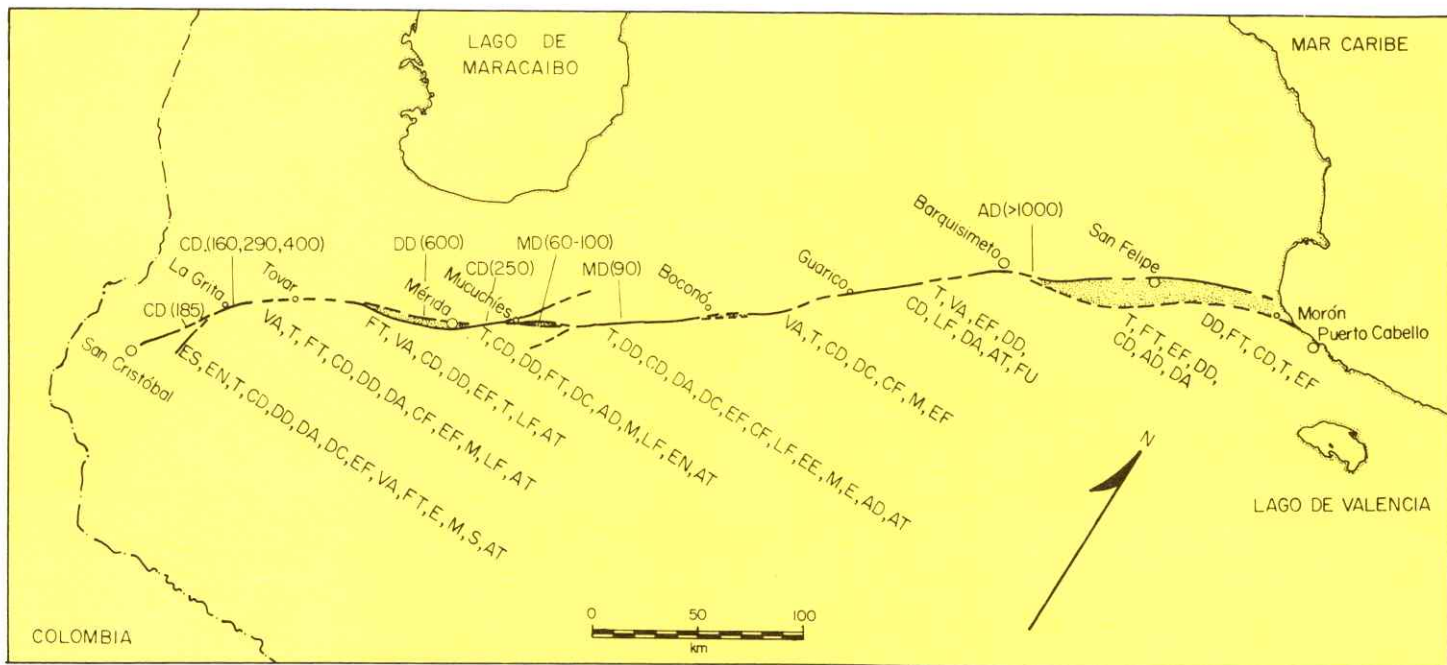 LAGO DE
MARACAIBO
MAR CARIBE
CD.(160,290,400)
La Grita
Tovar
DD (600)
Mérida
CD(250)
Mucuchíes
MD(60-100)
MD(90)
Boconó
Guarico
Barquisimeto
AD(>1000)
San Felipe
Morón
Puerto Cabello
CD (185)
San Cristóbal
ES,EN,T,CD,DD,DA,DC,EF,VA,FT,E,M,S,AT
VA,T,FT,CD,DD,DA,CF,EF,M,LF,AT
FT,VA,CD,DD,EF,T,LF,AT
T,CD,DD,FT,DC,AD,M,LF,EN,AT
T,DD,CD,DA,DC,EF,CF,LF,EE,M,E,AD,AT
VA,T,CD,DC,CF,M,EF
T,VA,EF,DD,
CD,LF,DA,AT,FU
T,FT,EF,DD,
CD,AD,DA
DD,FT,CD,T,EF
N
LAGO DE VALENCIA
COLOMBIA
0 50 100
km